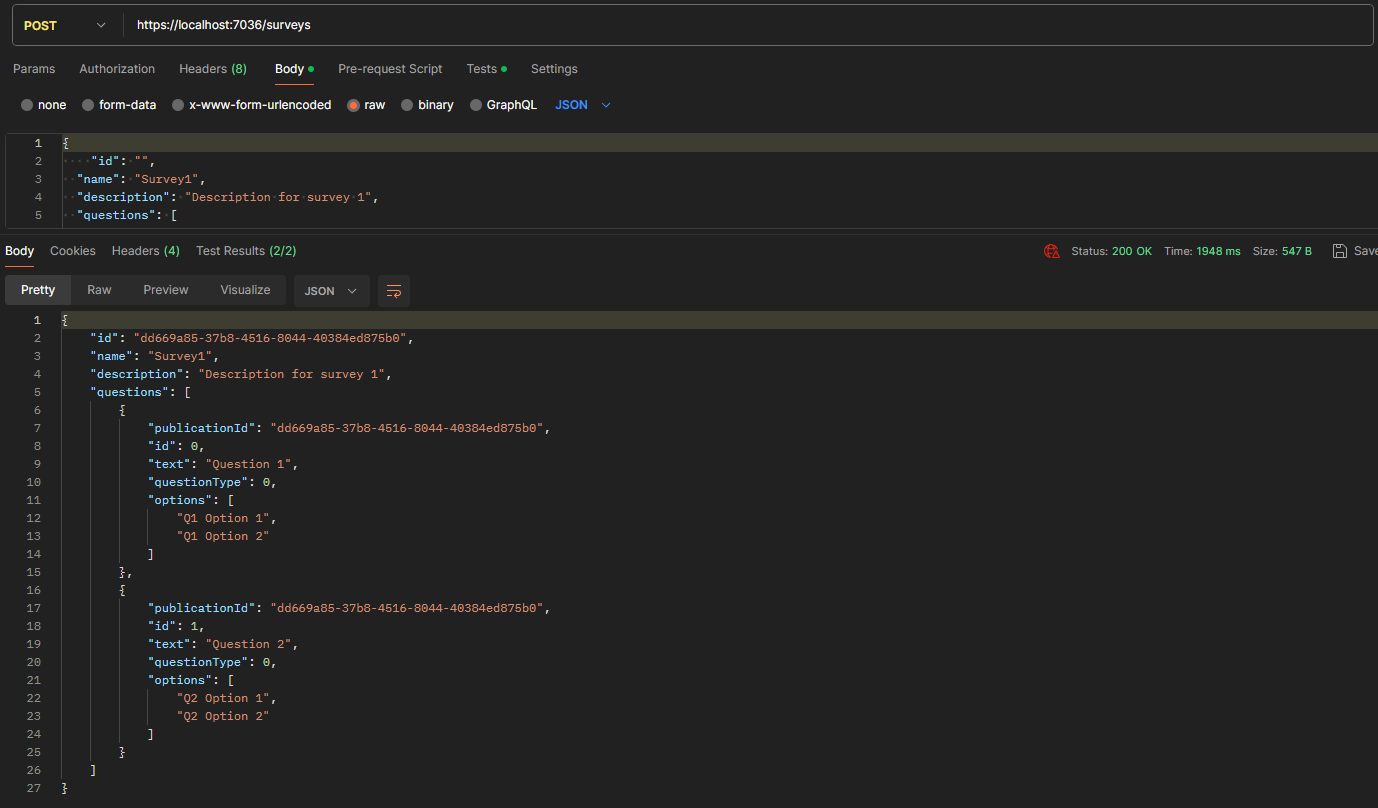 POST https://localhost:7036/surveys
Params Authorization Headers (8) Body Pre-request Script Tests Settings
none form-data x-www-form-urlencoded raw binary GraphQL JSON
1 {
2 "id": "",
3 "name": "Survey1",
4 "description": "Description for survey 1",
5 "questions": [
Body Cookies Headers (4) Test Results (2/2) Status: 200 OK Time: 1948 ms Size: 547 B Save
Pretty Raw Preview Visualize JSON
1 {
2 "id": "dd669a85-37b8-4516-8044-40384ed875b0",
3 "name": "Survey1",
4 "description": "Description for survey 1",
5 "questions": [
6 {
7 "publicationId": "dd669a85-37b8-4516-8044-40384ed875b0",
8 "id": 0,
9 "text": "Question 1",
10 "questionType": 0,
11 "options": [
12 "Q1 Option 1",
13 "Q1 Option 2"
14 ]
15 },
16 {
17 "publicationId": "dd669a85-37b8-4516-8044-40384ed875b0",
18 "id": 1,
19 "text": "Question 2",
20 "questionType": 0,
21 "options": [
22 "Q2 Option 1",
23 "Q2 Option 2"
24 ]
25 }
26 ]
27 }